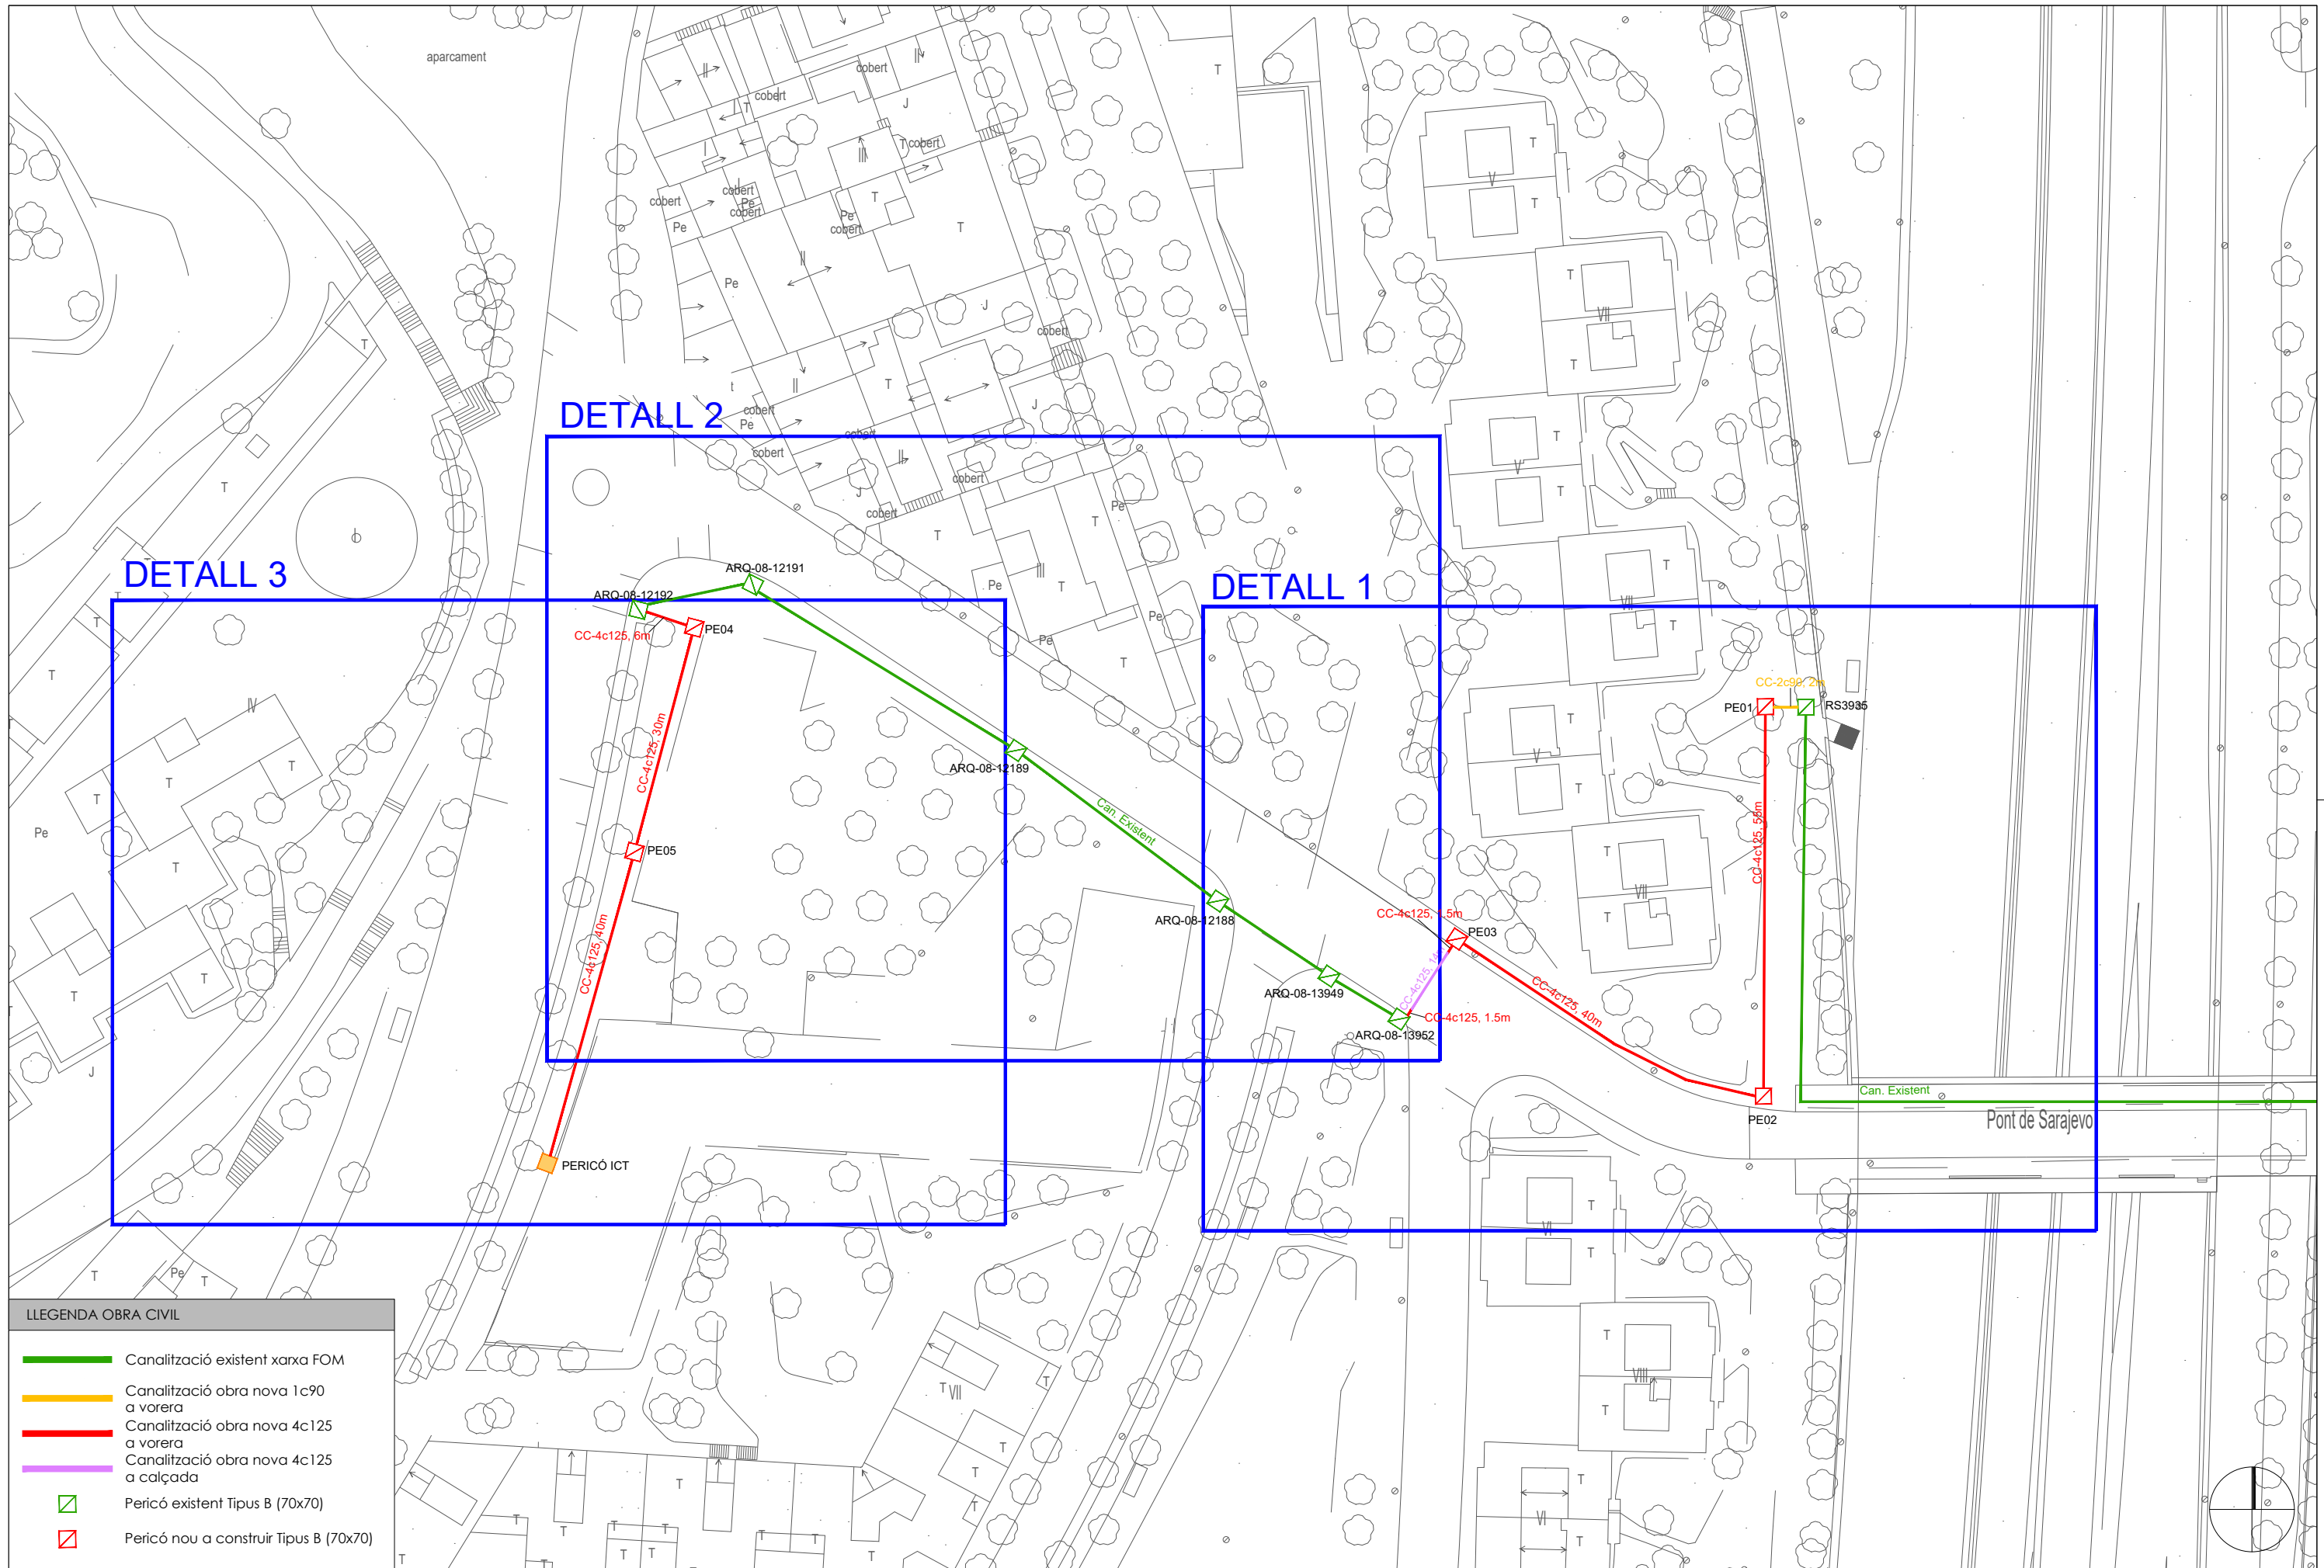 aparcament
cobert
T
cobert
J
T
cobert
cobert
cobert
Pe
cobert
Pe
cobert
T
Pe
J
cobert
cobert
Pe
cobert
cobert
cobert
cobert
DETALL 2
DETALL 3
DETALL 1
ARQ-08-12191
ARQ-08-12192
CC-4c125, 6m
PE04
CC-2c90, 2m
PE01
RS3935
CC-4c125, 30m
ARQ-08-12189
Can. Existent
CC-4c125, 55m
PE05
ARQ-08-12188
CC-4c125, 1.5m
PE03
CC-4c125, 40m
ARQ-08-13949
CC-4c125, 40m
CC-4c125, 1.5m
ARQ-08-13952
Can. Existent
PE02
Pont de Sarajevo
PERICÓ ICT
LLEGENDA OBRA CIVIL
Canalització existent xarxa FOM
Canalització obra nova 1c90
a vorera
Canalització obra nova 4c125
a vorera
Canalització obra nova 4c125
a calçada
Pericó existent Tipus B (70x70)
Pericó nou a construir Tipus B (70x70)